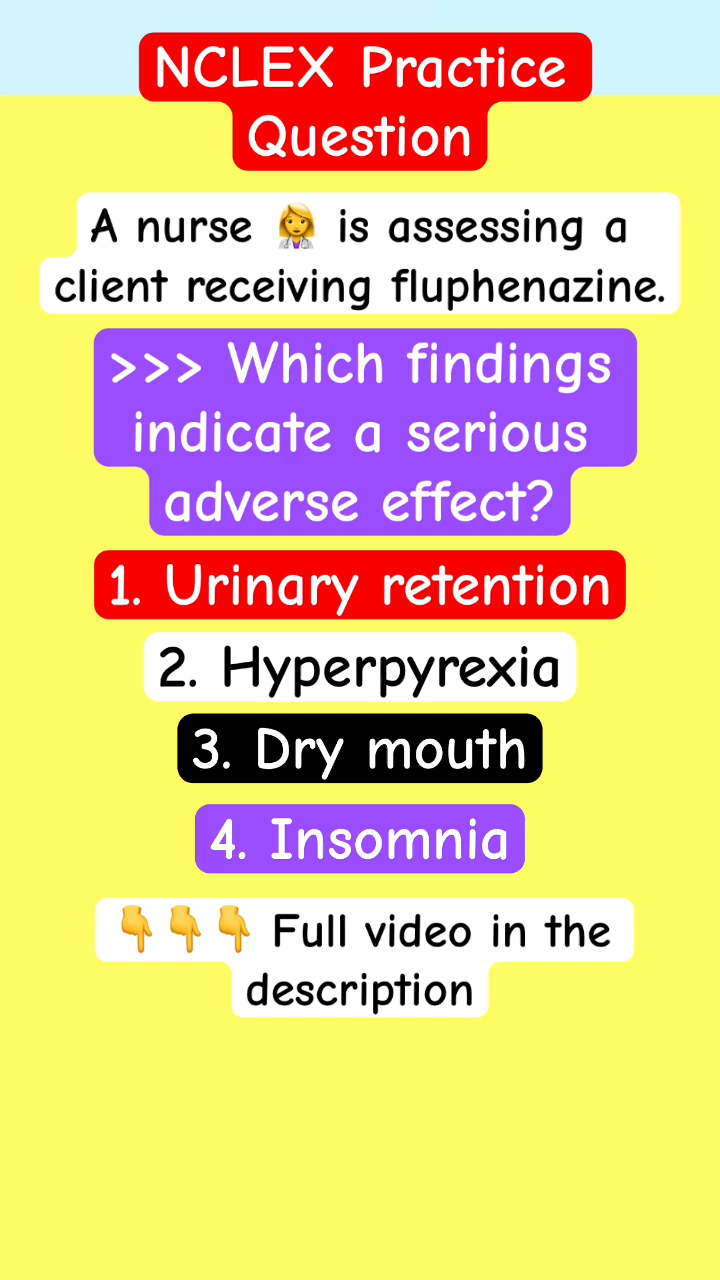 NCLEX Practice
Question
A nurse 👩‍⚕️ is assessing a
client receiving fluphenazine.
>>> Which findings
indicate a serious
adverse effect?
1. Urinary retention
2. Hyperpyrexia
3. Dry mouth
4. Insomnia
👇👇👇 Full video in the
description